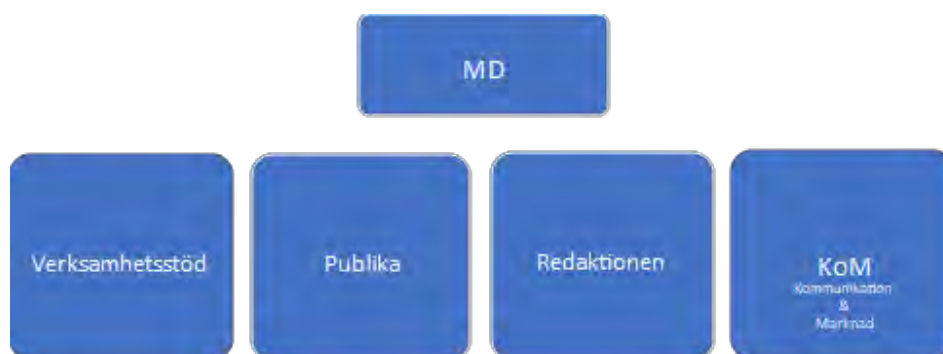 MD
Verksamhetsstöd
Publika
Redaktionen
KoM
Kommunikation
&
Marknad